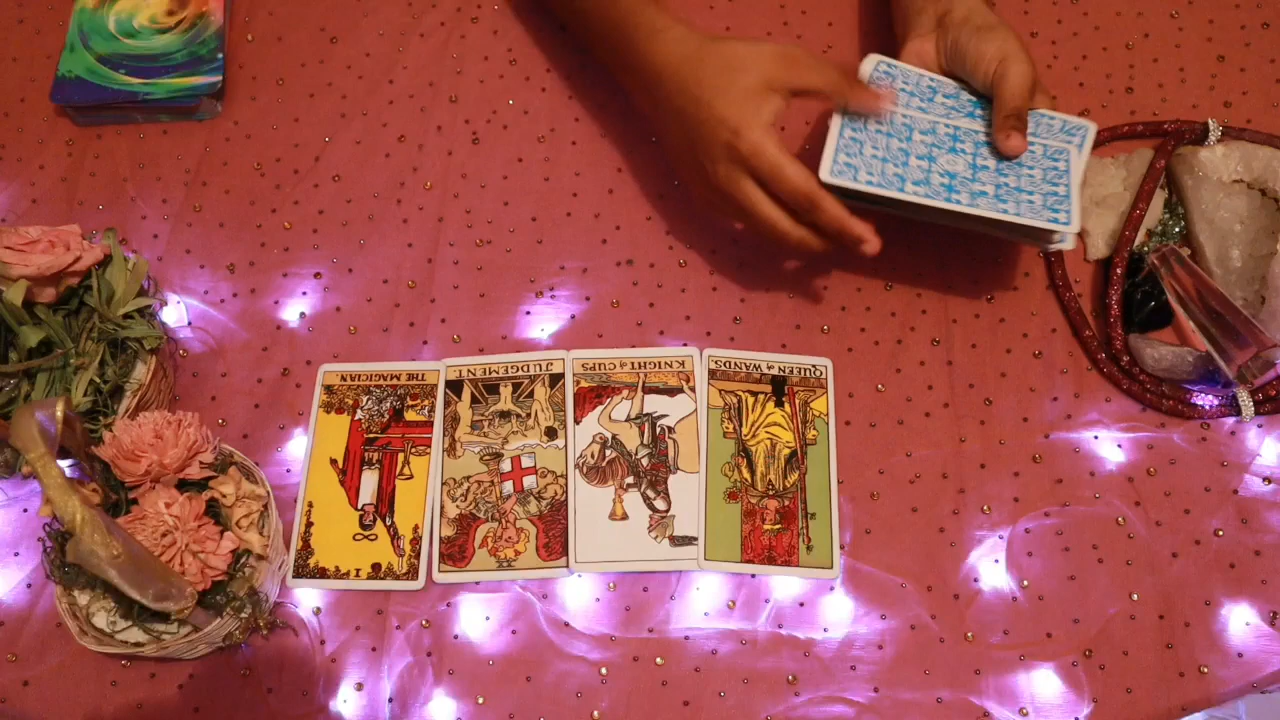 THE MAGICIAN.
I
JUDGEMENT.
KNIGHT of CUPS
QUEEN of WANDS.